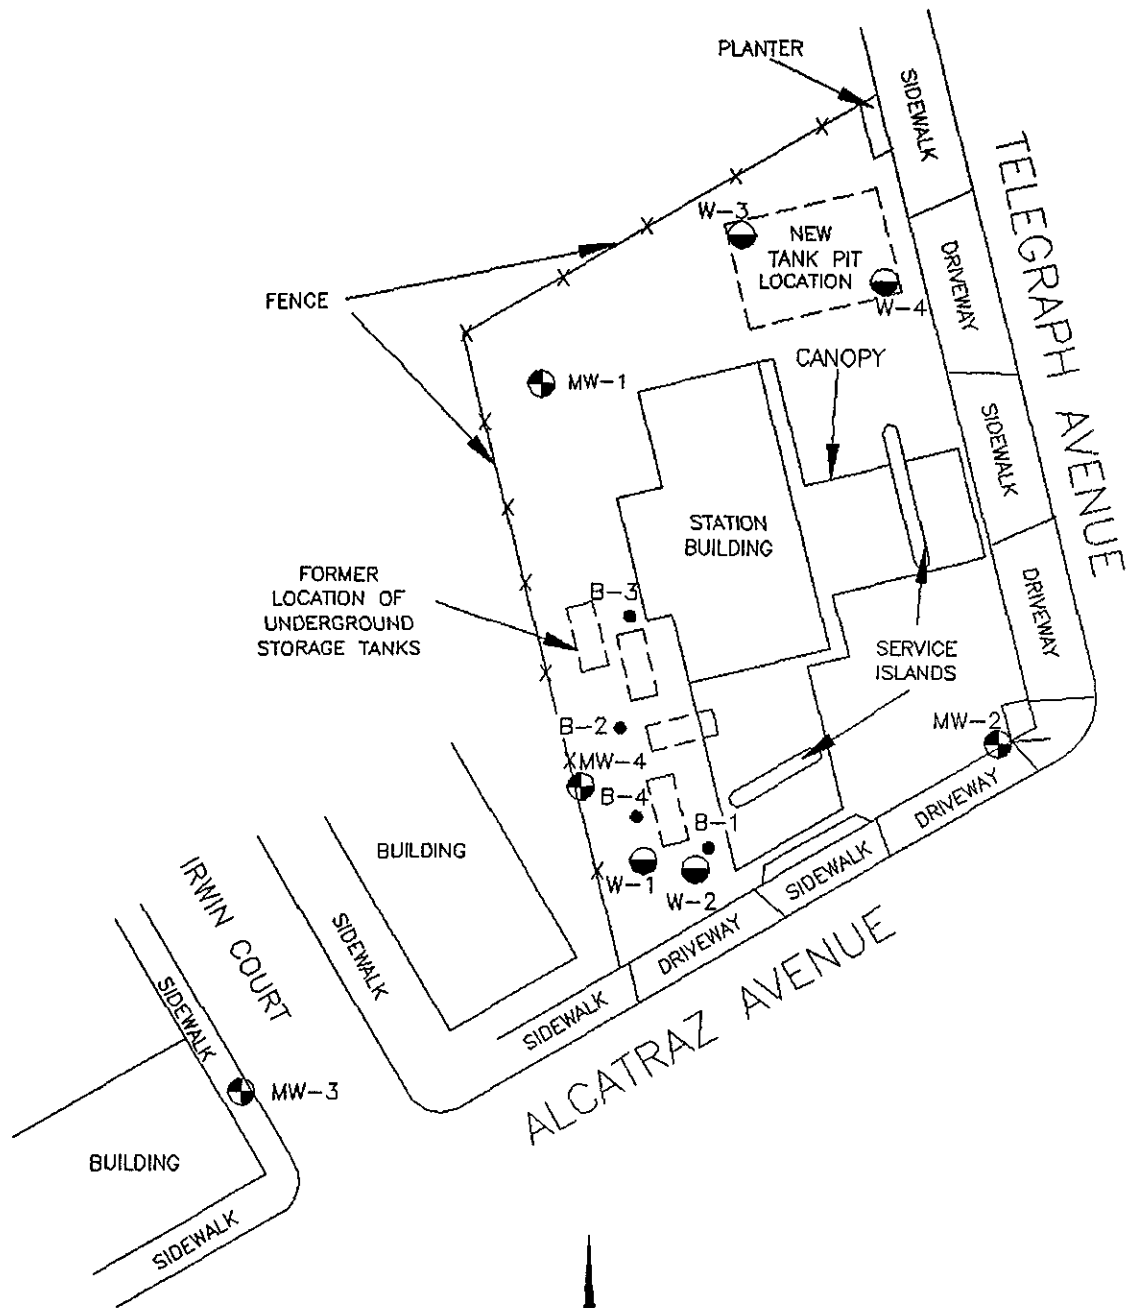 PLANTER
SIDEWALK
TELEGRAPH AVENUE
W-3
NEW
TANK PIT
LOCATION
DRIVEWAY
W-4
FENCE
CANOPY
MW-1
SIDEWALK
STATION
BUILDING
FORMER
LOCATION OF
UNDERGROUND
STORAGE TANKS
B-3
DRIVEWAY
SERVICE
ISLANDS
B-2
MW-2
MW-4
B-4
B-1
DRIVEWAY
BUILDING
W-1
W-2
SIDEWALK
IRWIN COURT
SIDEWALK
DRIVEWAY
SIDEWALK
SIDEWALK
ALCATRAZ AVENUE
MW-3
BUILDING
SIDEWALK